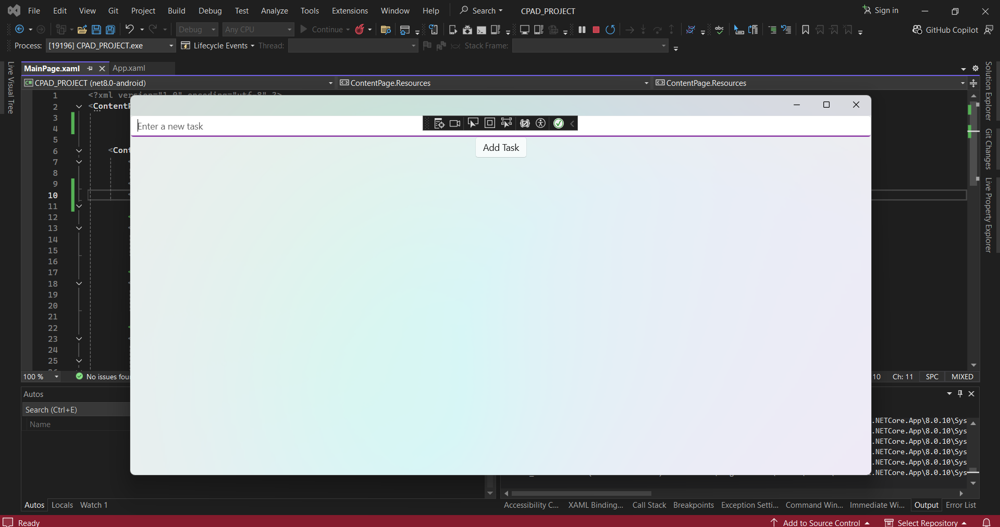 File Edit View Git Project Build Debug Test Analyze Tools Extensions Window Help Search CPAD_PROJECT Sign in
Debug Any CPU Continue GitHub Copilot
Process: [19196] CPAD_PROJECT.exe Lifecycle Events Thread: Stack Frame:
Live Visual Tree
MainPage.xaml App.xaml
CPAD_PROJECT (net8.0-android) ContentPage.Resources ContentPage.Resources
1 <?xml version="1.0" encoding="utf-8" ?>
2 <Content
3
4
5
6 <Cont
7 <
8
9 <
10 <
11
12 <
13 <
14
15
16
17 <
18 <
19
20
21
22 <
23 <
24
25
Enter a new task
Add Task
Solution Explorer
Git Changes
Live Property Explorer
100 % No issues fou 10 Ch: 11 SPC MIXED
Autos
Search (Ctrl+E)
Name
.NETCore.App\8.0.10\Sys
.NETCore.App\8.0.10\Sys
.NETCore.App\8.0.10\Sys
.NETCore.App\8.0.10\Sys
.NETCore.App\8.0.10\Sys
.NETCore.App\8.0.10\Sys
Autos Locals Watch 1
Accessibility C... XAML Binding... Call Stack Breakpoints Exception Setti... Command Win... Immediate Wi... Output Error List
Ready Add to Source Control Select Repository